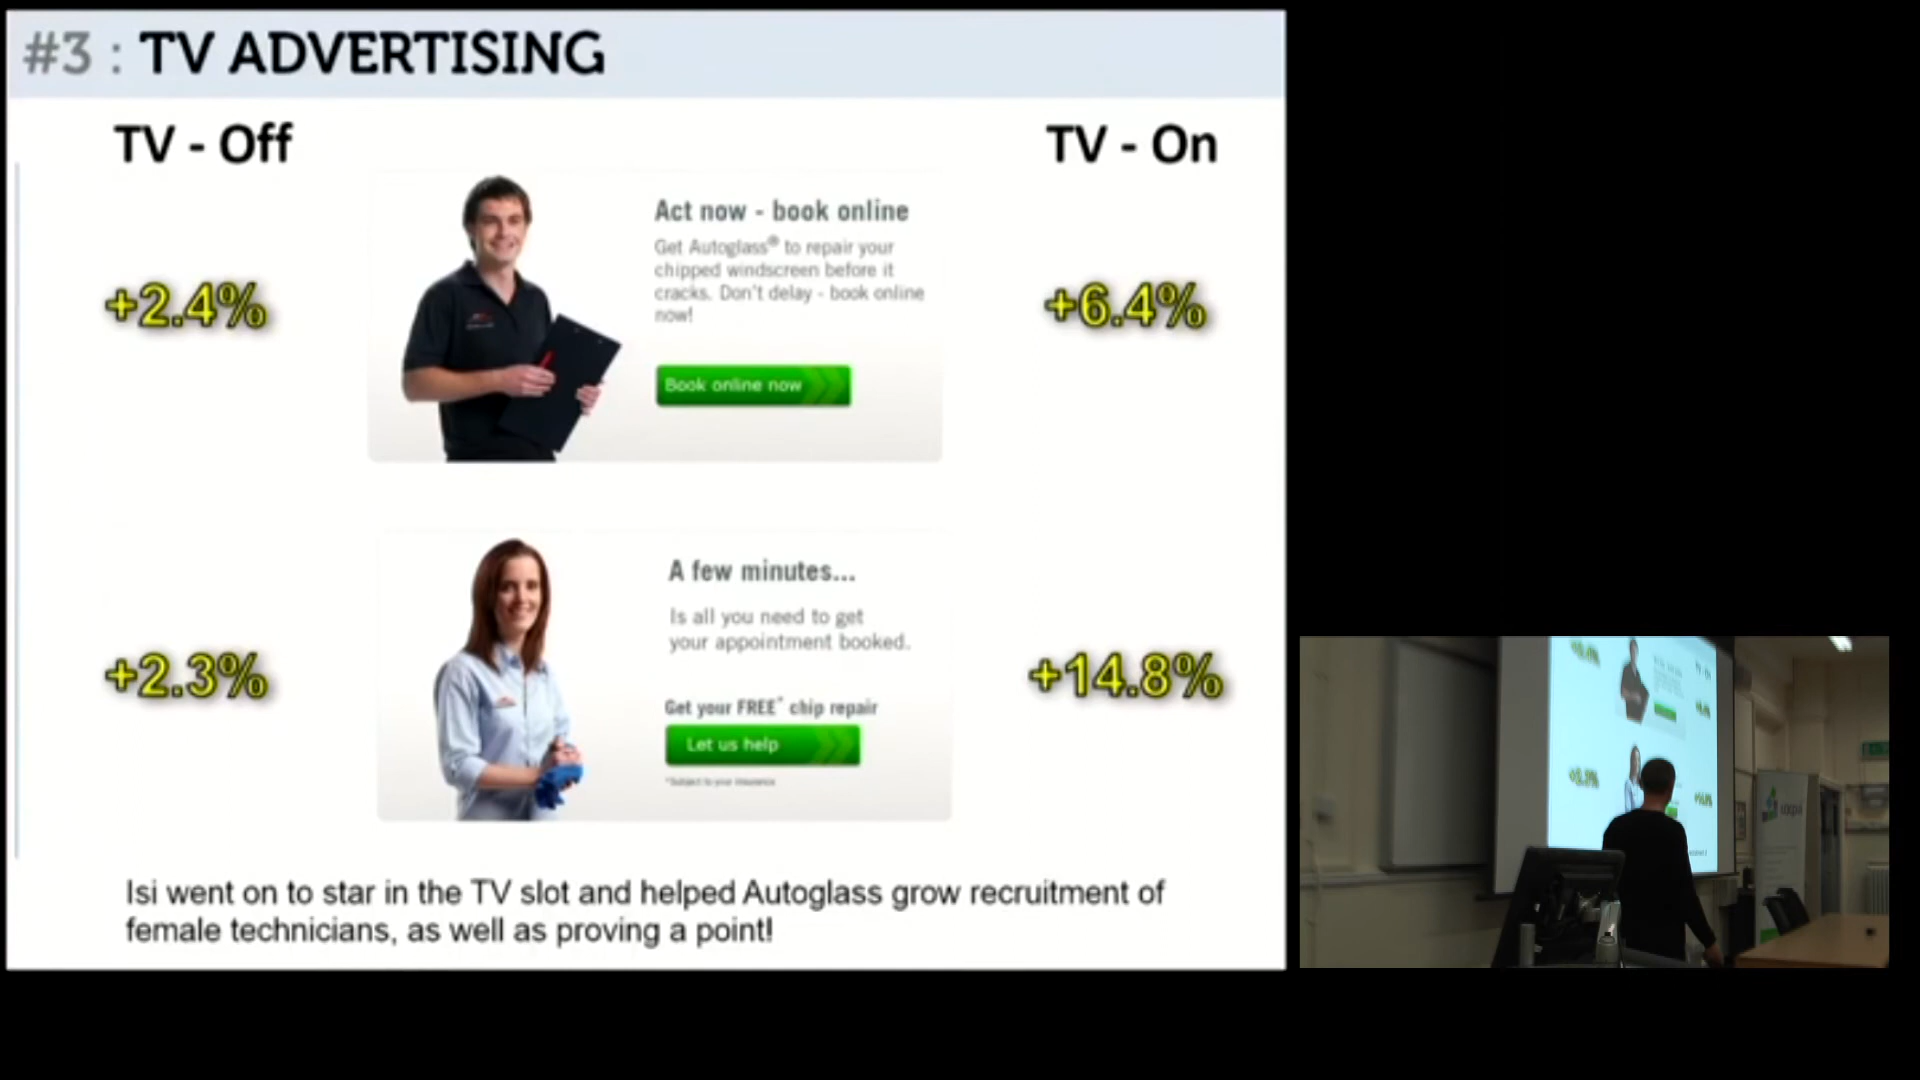 #3 : TV ADVERTISING
TV - Off
TV - On
+2.4%
Act now - book online
Get Autoglass® to repair your
chipped windscreen before it
cracks. Don't delay - book online
now!
Book online now
+6.4%
+2.3%
A few minutes...
Is all you need to get
your appointment booked.
Get your FREE* chip repair
Let us help
*Subject to your insurance
+14.8%
Isi went on to star in the TV slot and helped Autoglass grow recruitment of
female technicians, as well as proving a point!